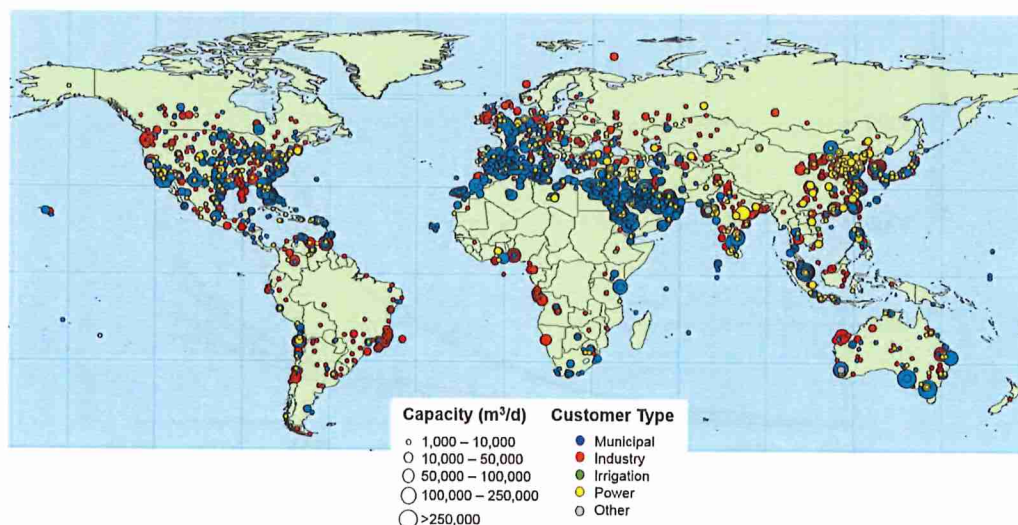 Capacity (m³/d)
1,000 – 10,000
10,000 – 50,000
50,000 – 100,000
100,000 – 250,000
>250,000
Customer Type
Municipal
Industry
Irrigation
Power
Other